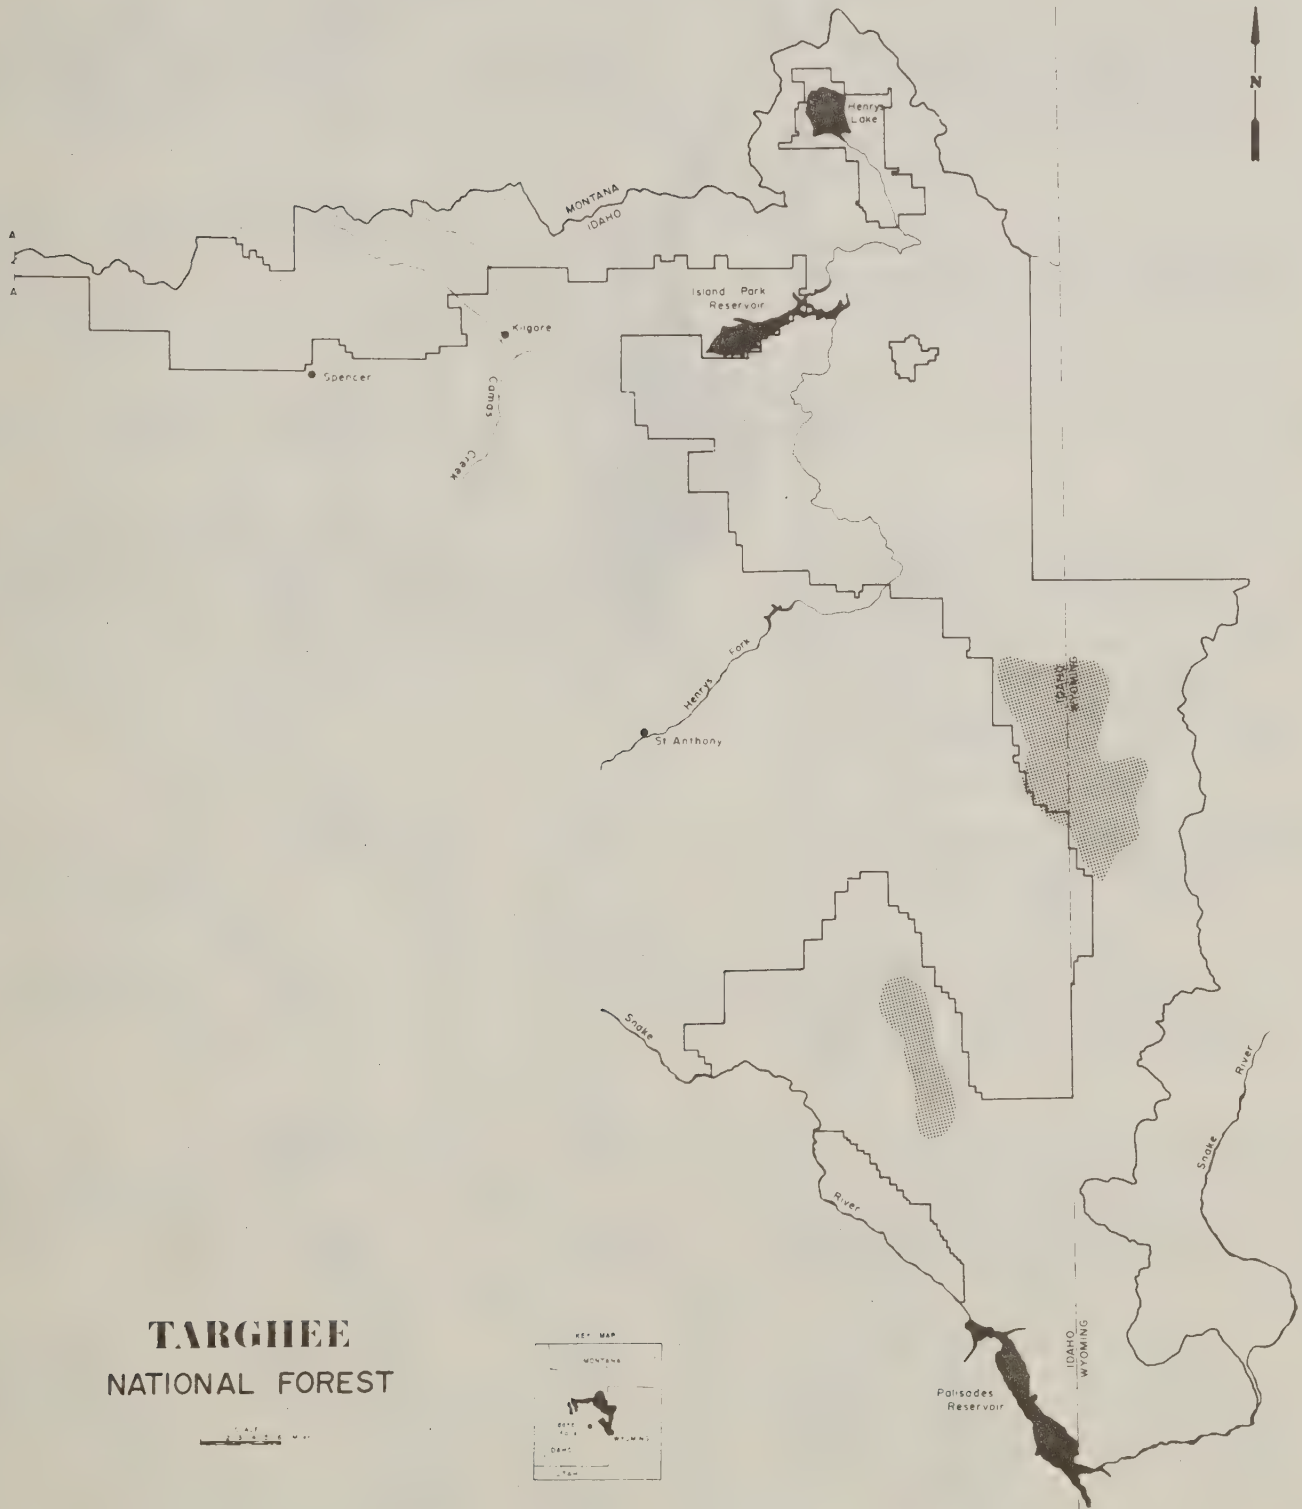 N
Henrys
Lake
MONTANA
IDAHO
Island Park
Reservoir
Kilgore
Spencer
Camas
Creek
IDAHO
WYOMING
Henrys Fork
St Anthony
Snake
River
Snake
River
IDAHO
WYOMING
Palisades
Reservoir
TARGHEE
NATIONAL FOREST
KEY MAP
MONTANA
WYOMING
UTAH